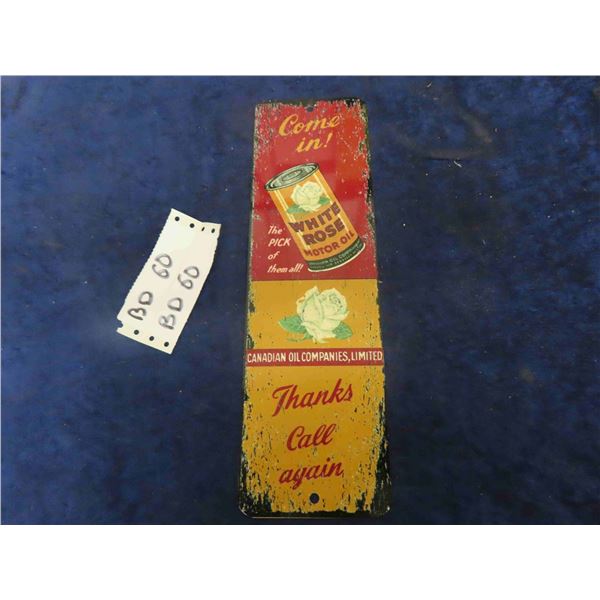 Come
in!
WHITE
ROSE
MOTOR OIL
The
PICK
of
them all!
CANADIAN OIL COMPANIES, LIMITED
Thanks
Call
again
BD 60
BD 60